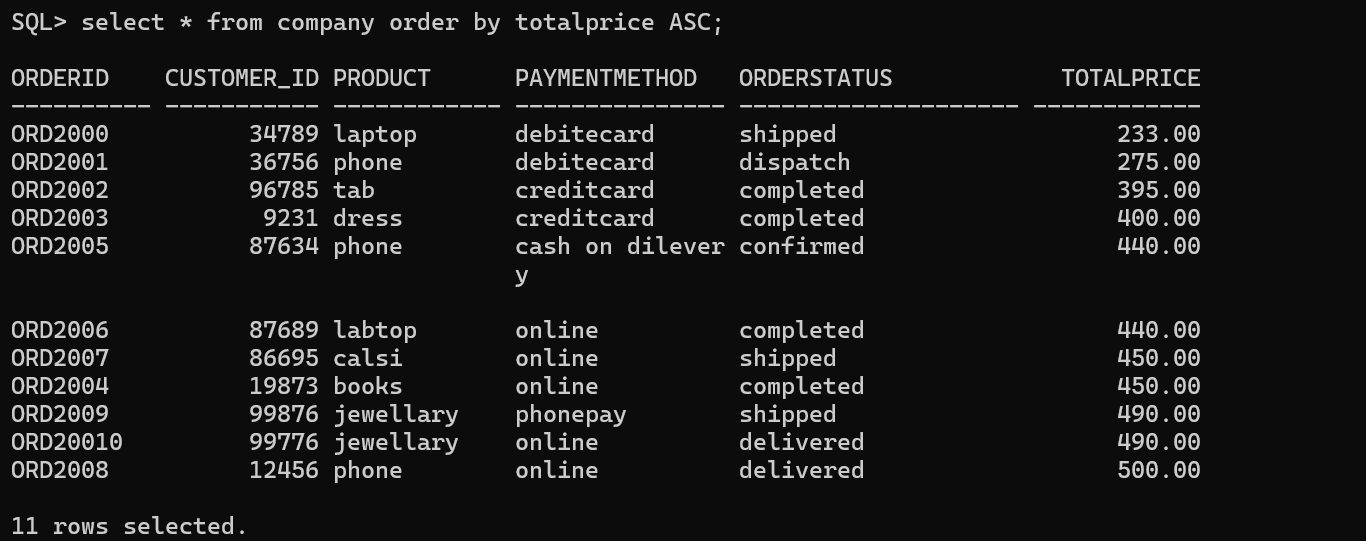 SQL> select * from company order by totalprice ASC;
ORDERID    CUSTOMER_ID PRODUCT      PAYMENTMETHOD   ORDERSTATUS            TOTALPRICE
---------- ----------- ------------ --------------- -------------------- ------------
ORD2000          34789 laptop       debitecard      shipped                    233.00
ORD2001          36756 phone        debitecard      dispatch                   275.00
ORD2002          96785 tab          creditcard      completed                  395.00
ORD2003           9231 dress        creditcard      completed                  400.00
ORD2005          87634 phone        cash on dilever confirmed                  440.00
                                    y
ORD2006          87689 labtop       online          completed                  440.00
ORD2007          86695 calsi        online          shipped                    450.00
ORD2004          19873 books        online          completed                  450.00
ORD2009          99876 jewellary    phonepay        shipped                    490.00
ORD20010         99776 jewellary    online          delivered                  490.00
ORD2008          12456 phone        online          delivered                  500.00
11 rows selected.